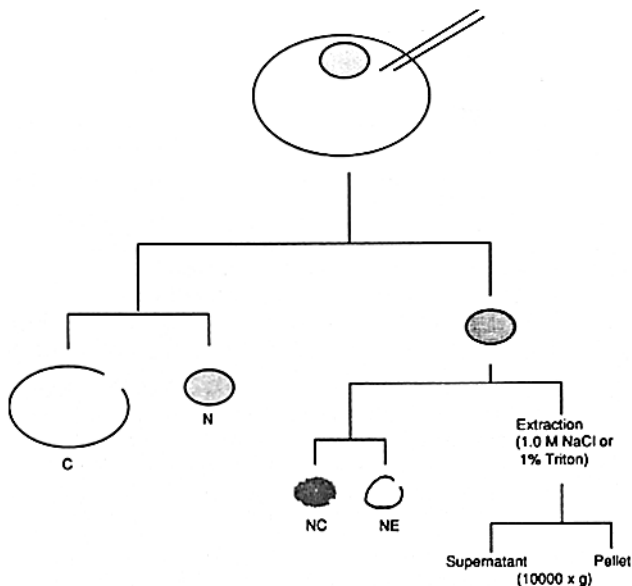 N
C
NC
NE
Extraction
(1.0 M NaCl or
1% Triton)
Supernatant
Pellet
(10000 x g)